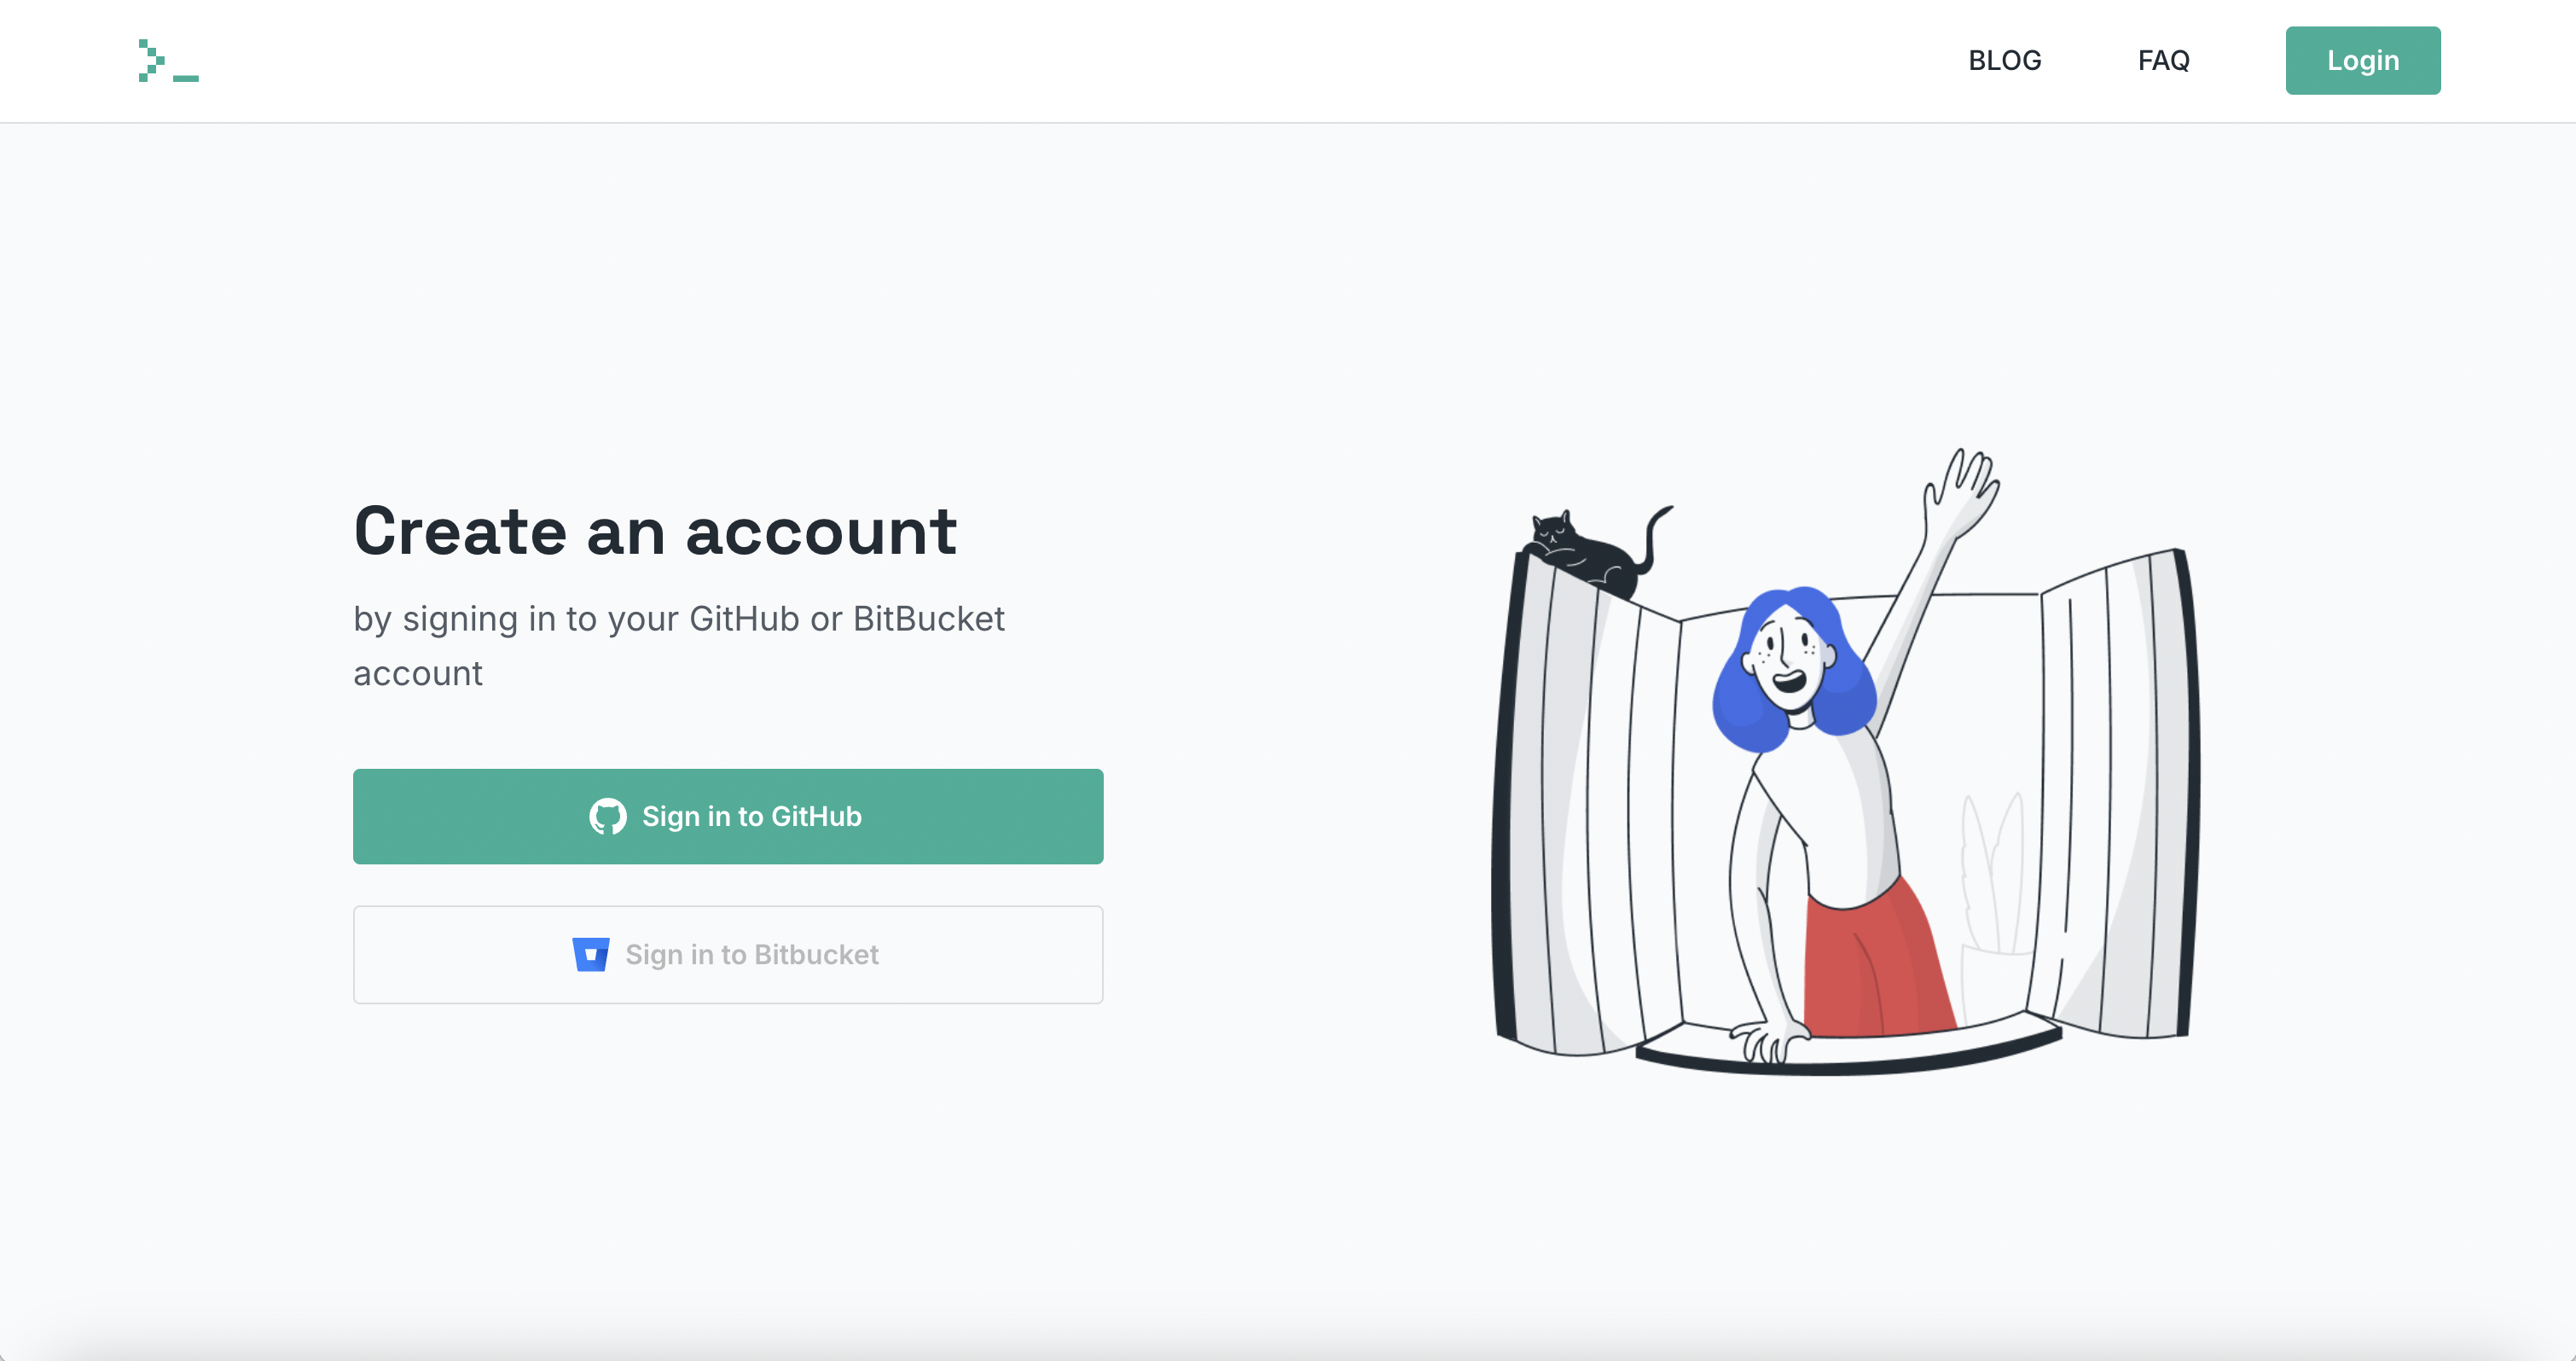 BLOG
FAQ
Login
Create an account
by signing in to your GitHub or BitBucket
account
Sign in to GitHub
Sign in to Bitbucket